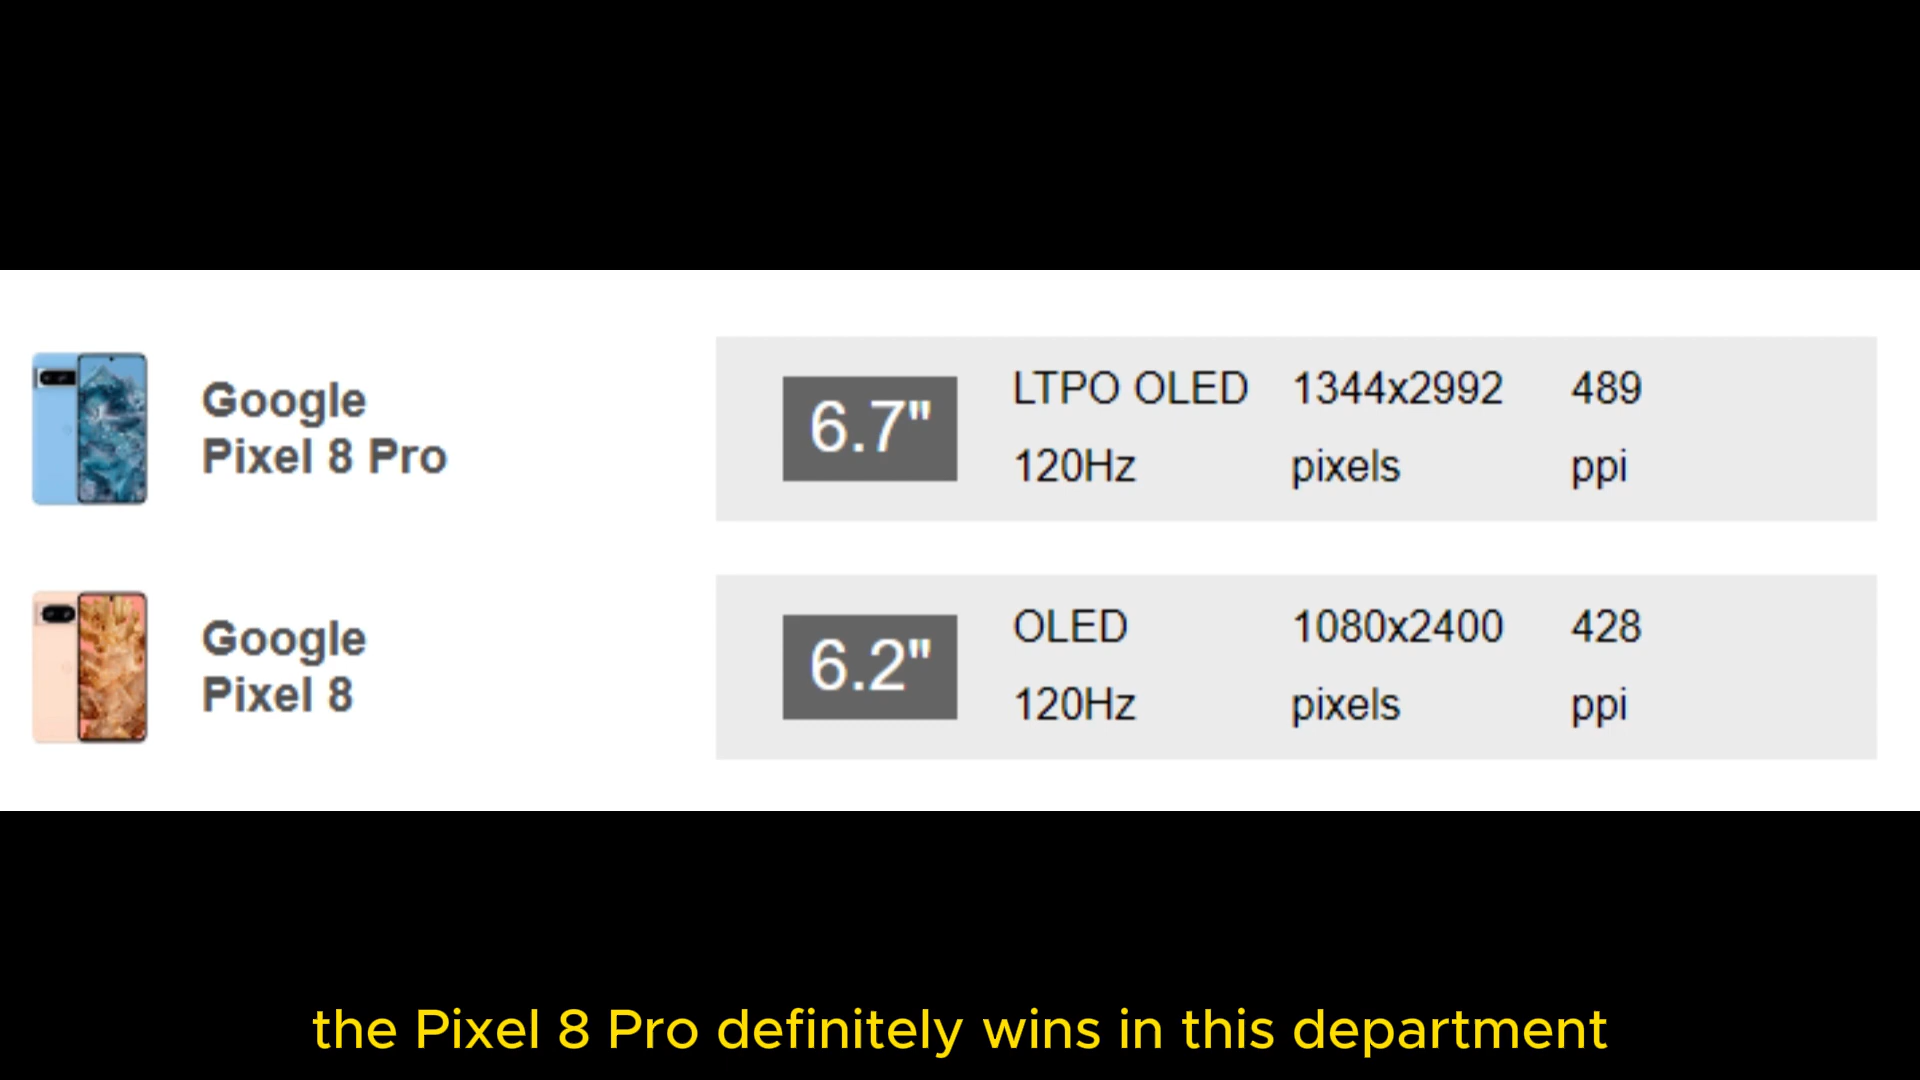 Google
Pixel 8 Pro
6.7"
LTPO OLED
120Hz
1344x2992
pixels
489
ppi
Google
Pixel 8
6.2"
OLED
120Hz
1080x2400
pixels
428
ppi
the Pixel 8 Pro definitely wins in this department